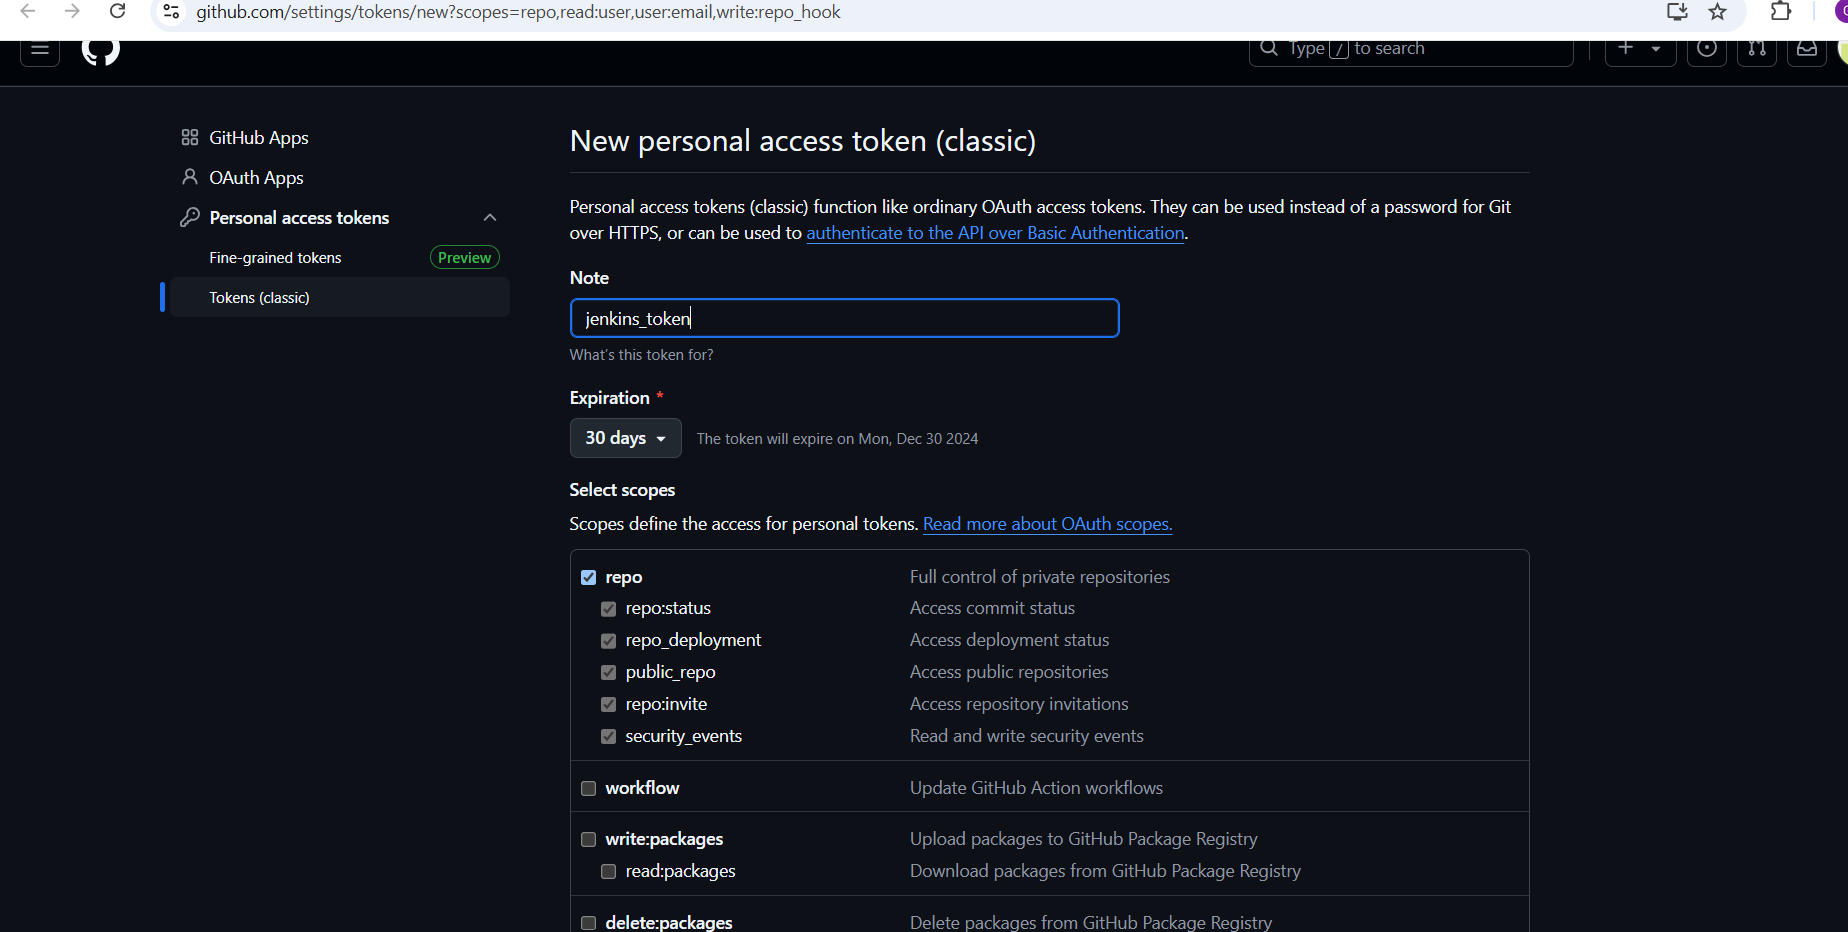 github.com/settings/tokens/new?scopes=repo,read:user,user:email,write:repo_hook
Type / to search
GitHub Apps
OAuth Apps
Personal access tokens
Fine-grained tokens Preview
Tokens (classic)
New personal access token (classic)
Personal access tokens (classic) function like ordinary OAuth access tokens. They can be used instead of a password for Git
over HTTPS, or can be used to authenticate to the API over Basic Authentication.
Note
jenkins_token
What's this token for?
Expiration *
30 days The token will expire on Mon, Dec 30 2024
Select scopes
Scopes define the access for personal tokens. Read more about OAuth scopes.
repo Full control of private repositories
repo:status Access commit status
repo_deployment Access deployment status
public_repo Access public repositories
repo:invite Access repository invitations
security_events Read and write security events
workflow Update GitHub Action workflows
write:packages Upload packages to GitHub Package Registry
read:packages Download packages from GitHub Package Registry
delete:packages Delete packages from GitHub Package Registry